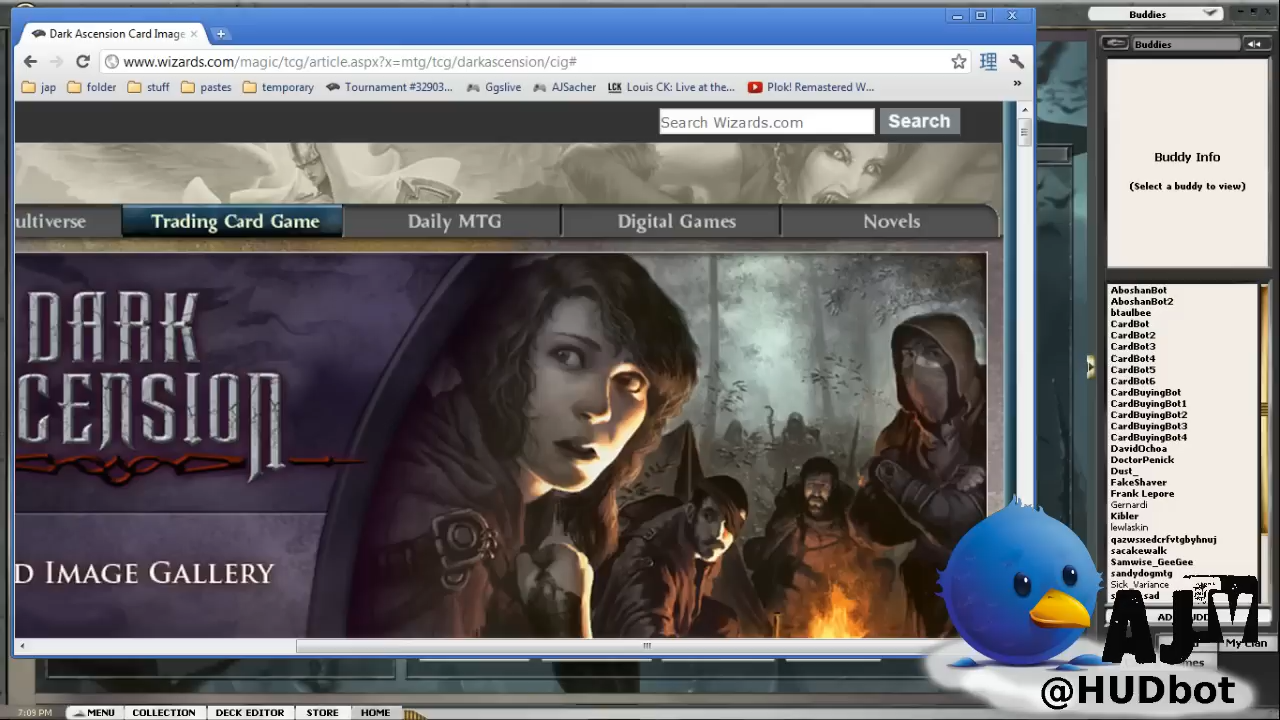 Dark Ascension Card Image
www.wizards.com/magic/tcg/article.aspx?x=mtg/tcg/darkascension/cig#
理
jap folder stuff pastes temporary Tournament #32903... Ggslive AJSacher LCK Louis CK: Live at the... Plok! Remastered W...
Search Wizards.com Search
ultiverse Trading Card Game Daily MTG Digital Games Novels
DARK
CENSION
D IMAGE GALLERY
Buddies
Buddies
Buddy Info
(Select a buddy to view)
AboshanBot
AboshanBot2
btaulbee
CardBot
CardBot2
CardBot3
CardBot4
CardBot5
CardBot6
CardBuyingBot
CardBuyingBot1
CardBuyingBot2
CardBuyingBot3
CardBuyingBot4
DavidOchoa
DoctorPenick
Dust_
FakeShaver
Frank Lepore
Gernardi
Kibler
lewlaskin
qazwsxedcrfvtgbyhnuj
sacakewalk
Samwise_GeeGee
sandydogmtg
Sick_Variance
My Clan
AJTV
@HUDbot
7:09 PM MENU COLLECTION DECK EDITOR STORE HOME